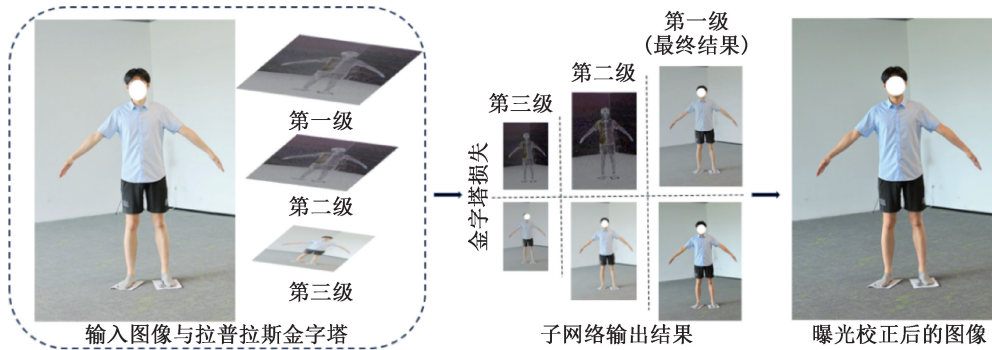 第一级
第二级
第三级
输入图像与拉普拉斯金字塔
金字塔损失
第三级
第二级
第一级
(最终结果)
子网络输出结果
曝光校正后的图像